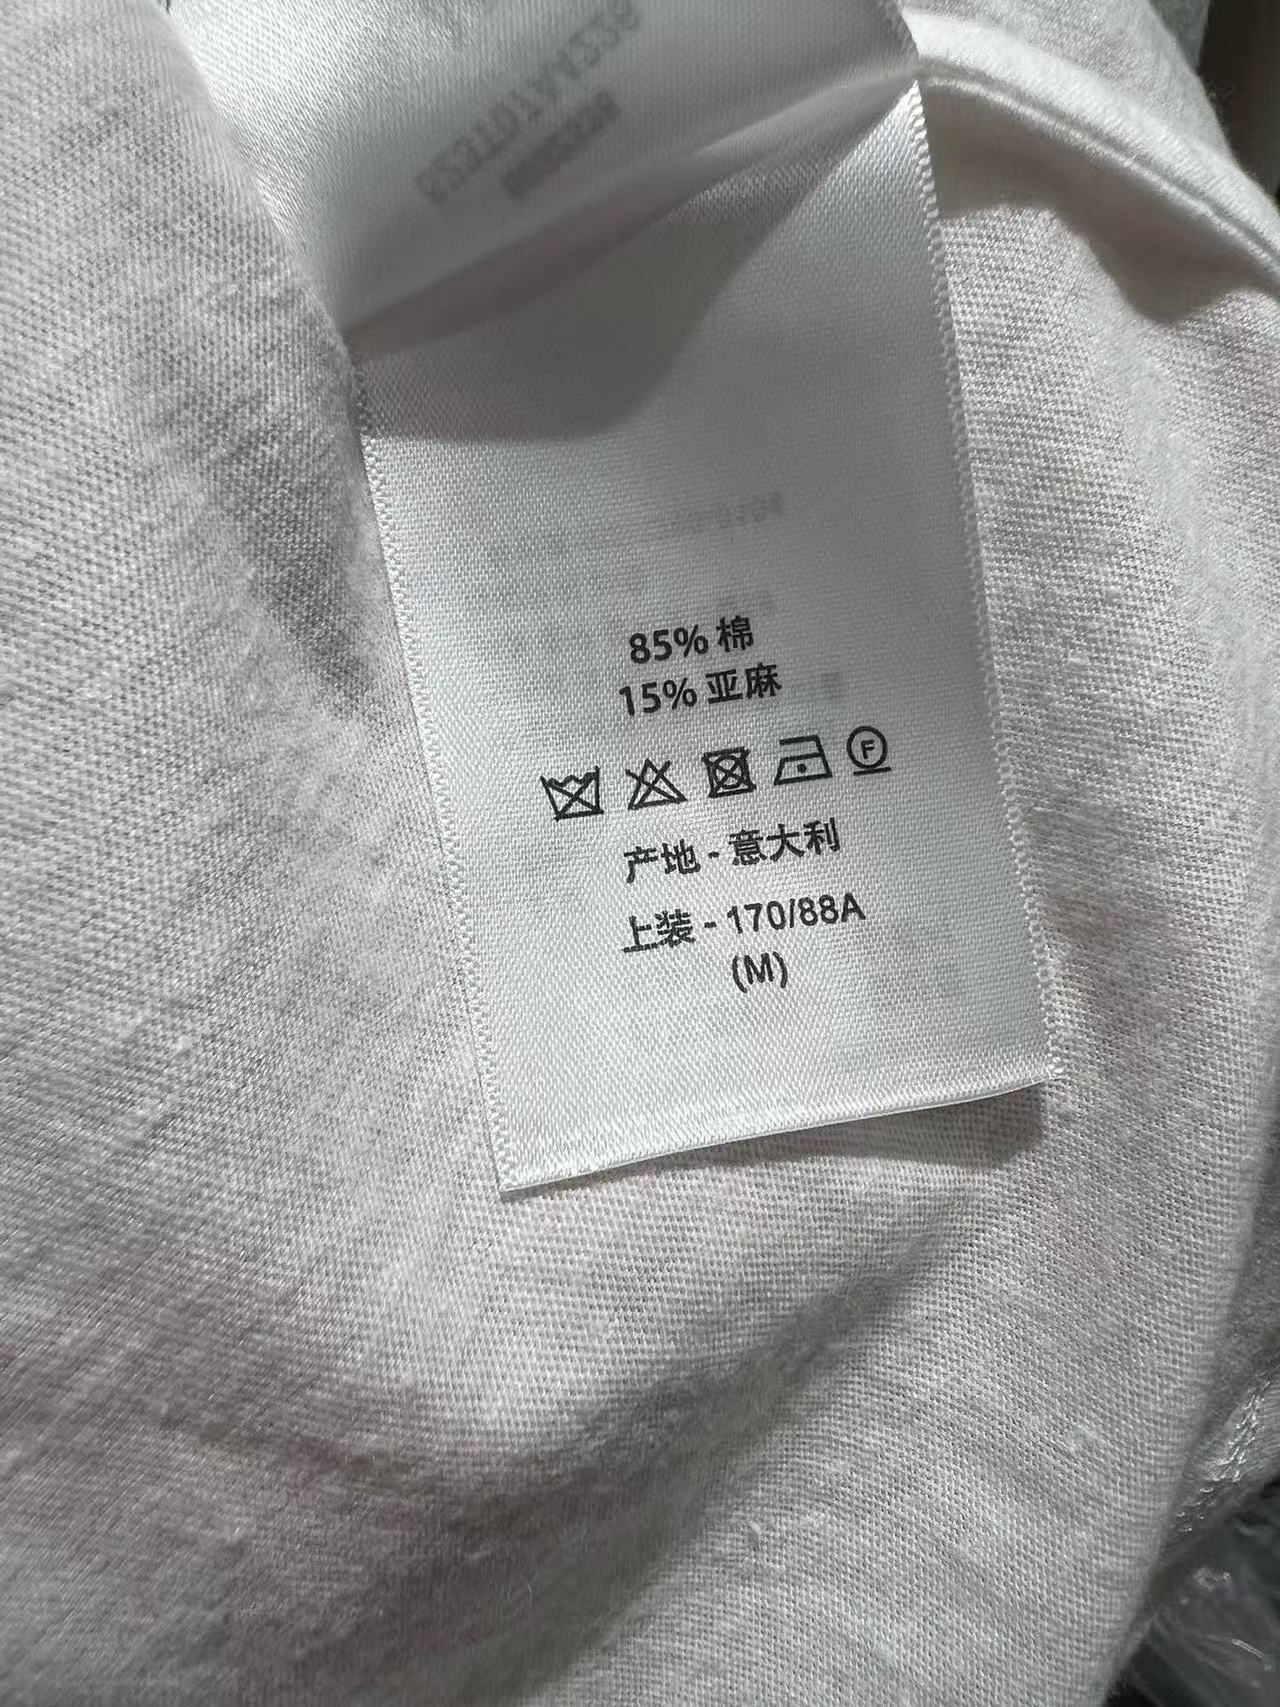 85% 棉
15% 亚麻
F
产地 - 意大利
上装 - 170/88A
(M)